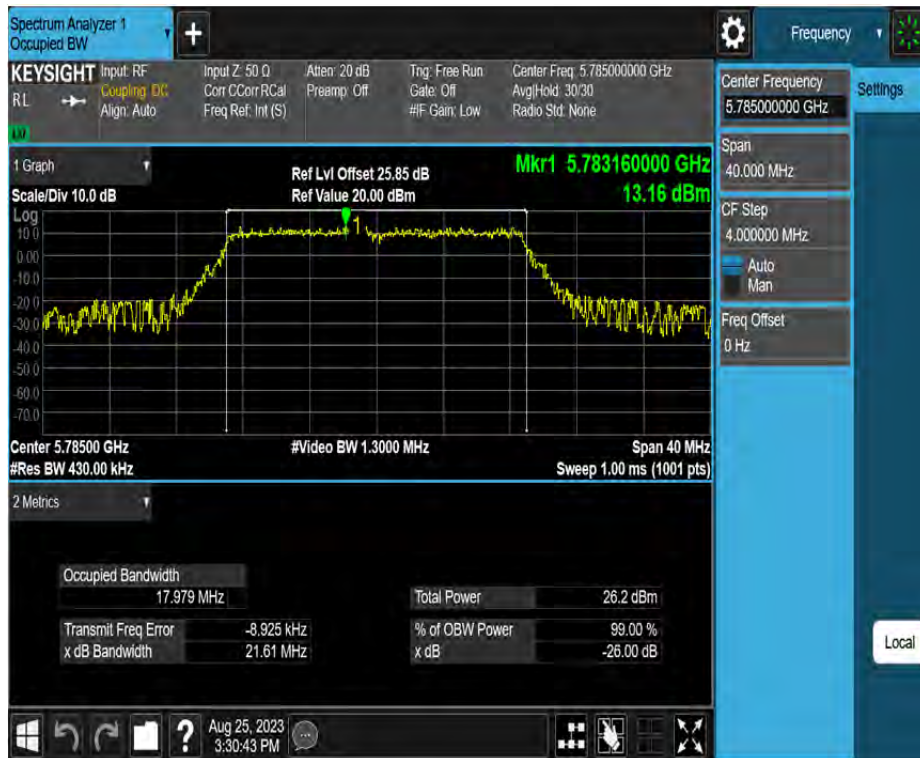 Spectrum Analyzer 1
Occupied BW
+
Frequency
KEYSIGHT
RL
Input: RF
Coupling: DC
Align: Auto
Input Z: 50 Ω
Corr CCorr RCal
Freq Ref: Int (S)
Atten: 20 dB
Preamp: Off
Trig: Free Run
Gate: Off
#IF Gain: Low
Center Freq: 5.785000000 GHz
Avg|Hold: 30/30
Radio Std: None
1 Graph
Scale/Div 10.0 dB
Ref Lvl Offset 25.85 dB
Ref Value 20.00 dBm
Mkr1 5.783160000 GHz
13.16 dBm
Log
10.0
0.00
-10.0
-20.0
-30.0
-40.0
-50.0
-60.0
-70.0
1
Center 5.78500 GHz
#Res BW 430.00 kHz
#Video BW 1.3000 MHz
Span 40 MHz
Sweep 1.00 ms (1001 pts)
2 Metrics
Occupied Bandwidth
17.979 MHz
Total Power 26.2 dBm
Transmit Freq Error -8.925 kHz
% of OBW Power 99.00 %
x dB Bandwidth 21.61 MHz
x dB -26.00 dB
Center Frequency
5.785000000 GHz
Settings
Span
40.000 MHz
CF Step
4.000000 MHz
Auto
Man
Freq Offset
0 Hz
Local
?
Aug 25, 2023
3:30:43 PM